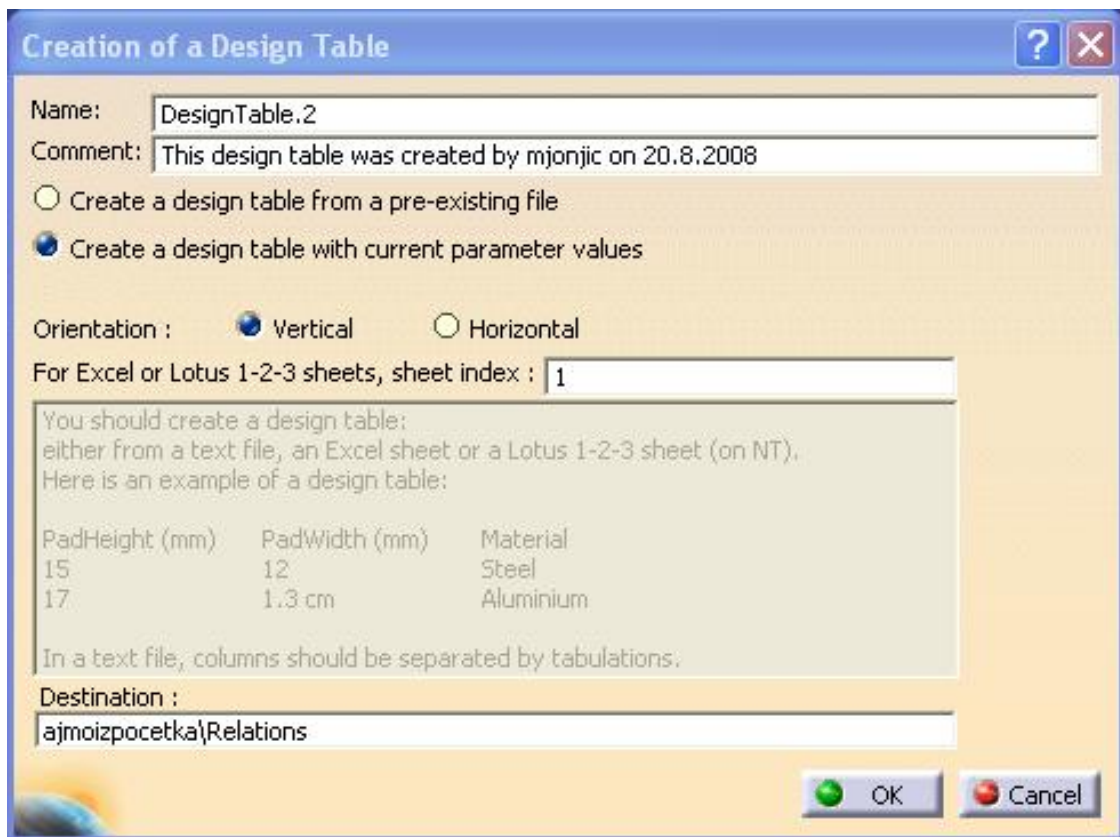 Creation of a Design Table
?
Name: DesignTable.2
Comment: This design table was created by mjonjic on 20.8.2008
Create a design table from a pre-existing file
Create a design table with current parameter values
Orientation : Vertical Horizontal
For Excel or Lotus 1-2-3 sheets, sheet index : 1
You should create a design table:
either from a text file, an Excel sheet or a Lotus 1-2-3 sheet (on NT).
Here is an example of a design table:
PadHeight (mm) PadWidth (mm) Material
15 12 Steel
17 1.3 cm Aluminium
In a text file, columns should be separated by tabulations.
Destination :
ajmoizpocetka\Relations
OK Cancel